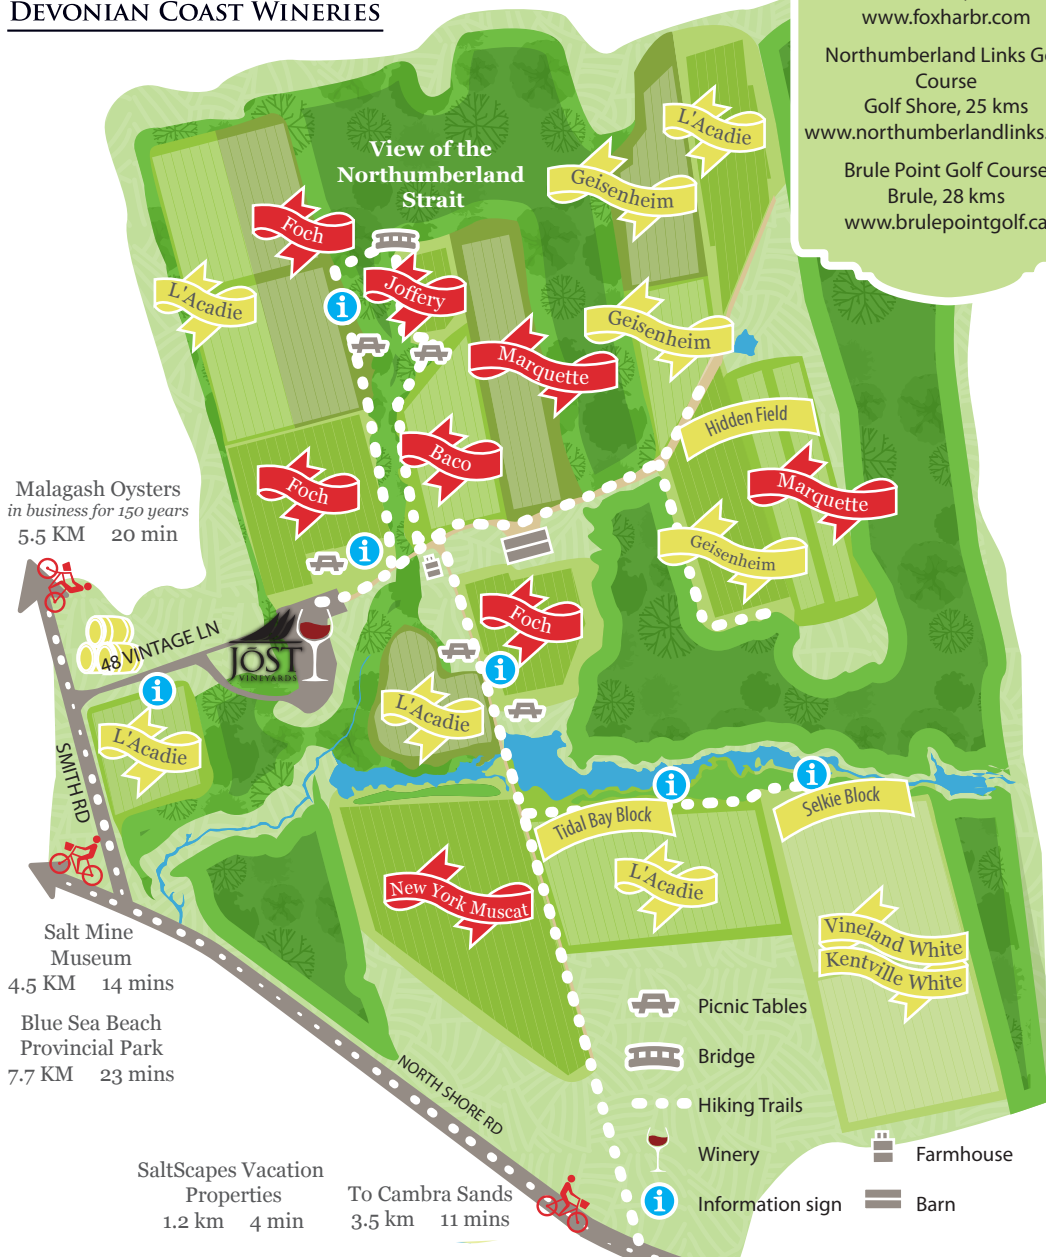 DEVONIAN COAST WINERIES
www.foxharbr.com
Northumberland Links G
Course
Golf Shore, 25 kms
www.northumberlandlinks.
Brule Point Golf Course
Brule, 28 kms
www.brulepointgolf.ca
View of the
Northumberland
Strait
L'Acadie
Geisenheim
Foch
L'Acadie
Joffery
Geisenheim
Marquette
Hidden Field
Baco
Foch
Marquette
Geisenheim
Malagash Oysters
in business for 150 years
5.5 KM 20 min
Foch
48 VINTAGE LN
JOST
VINEYARDS
L'Acadie
L'Acadie
SMITH RD
Tidal Bay Block
Selkie Block
L'Acadie
New York Muscat
Vineland White
Kentville White
Salt Mine
Museum
4.5 KM 14 mins
Blue Sea Beach
Provincial Park
7.7 KM 23 mins
NORTH SHORE RD
Picnic Tables
Bridge
Hiking Trails
Winery
Farmhouse
Information sign
Barn
SaltScapes Vacation
Properties
1.2 km 4 min
To Cambra Sands
3.5 km 11 mins